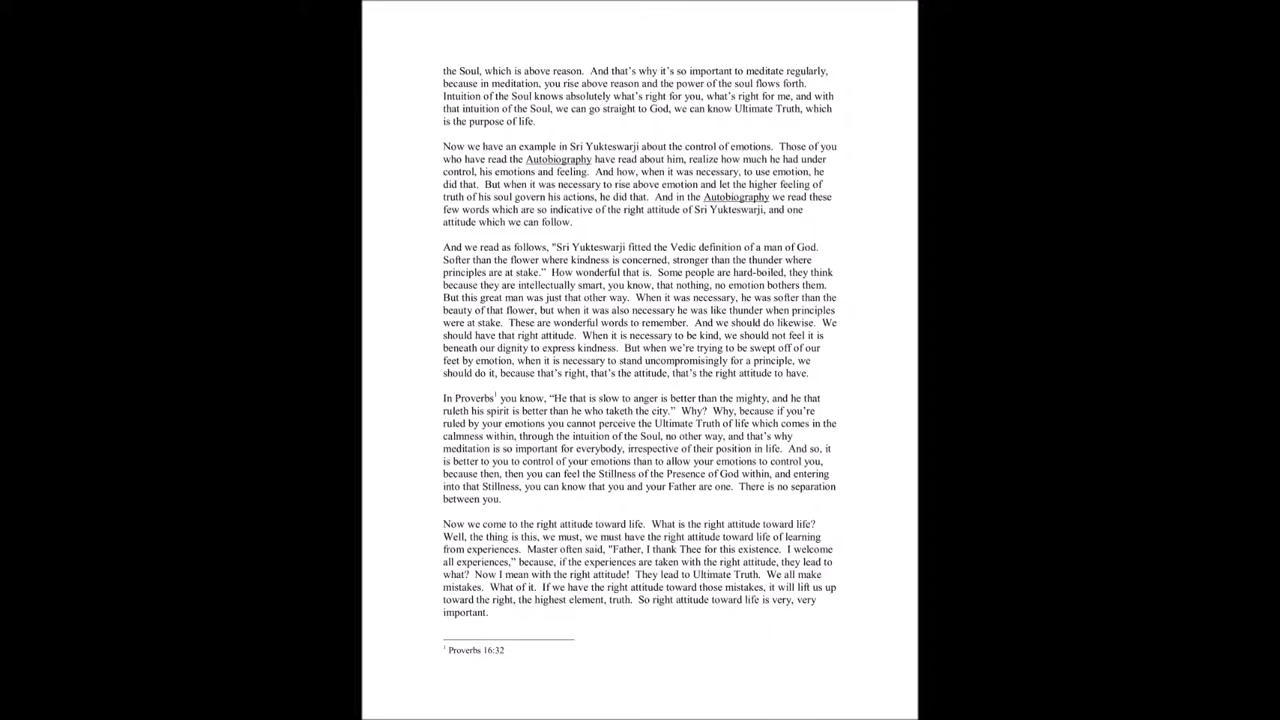 the Soul, which is above reason.  And that's why it's so important to meditate regularly,
because in meditation, you rise above reason and the power of the soul flows forth.
Intuition of the Soul knows absolutely what's right for you, what's right for me, and with
that intuition of the Soul, we can go straight to God, we can know Ultimate Truth, which
is the purpose of life.

Now we have an example in Sri Yukteswarji about the control of emotions.  Those of you
who have read the Autobiography have read about him, realize how much he had under
control, his emotions and feeling.  And how, when it was necessary, to use emotion, he
did that.  But when it was necessary to rise above emotion and let the higher feeling of
truth of his soul govern his actions, he did that.  And in the Autobiography we read these
few words which are so indicative of the right attitude of Sri Yukteswarji, and one
attitude which we can follow.

And we read as follows, "Sri Yukteswarji fitted the Vedic definition of a man of God.
Softer than the flower where kindness is concerned, stronger than the thunder where
principles are at stake.”  How wonderful that is.  Some people are hard-boiled, they think
because they are intellectually smart, you know, that nothing, no emotion bothers them.
But this great man was just that other way.  When it was necessary, he was softer than the
beauty of that flower, but when it was also necessary he was like thunder when principles
were at stake.  These are wonderful words to remember.  And we should do likewise.  We
should have that right attitude.  When it is necessary to be kind, we should not feel it is
beneath our dignity to express kindness.  But when we're trying to be swept off of our
feet by emotion, when it is necessary to stand uncompromisingly for a principle, we
should do it, because that's right, that's the attitude, that's the right attitude to have.

In Proverbs¹ you know, “He that is slow to anger is better than the mighty, and he that
ruleth his spirit is better than he who taketh the city.”  Why?  Why, because if you're
ruled by your emotions you cannot perceive the Ultimate Truth of life which comes in the
calmness within, through the intuition of the Soul, no other way, and that's why
meditation is so important for everybody, irrespective of their position in life.  And so, it
is better to you to control of your emotions than to allow your emotions to control you,
because then, then you can feel the Stillness of the Presence of God within, and entering
into that Stillness, you can know that you and your Father are one.  There is no separation
between you.

Now we come to the right attitude toward life.  What is the right attitude toward life?
Well, the thing is this, we must, we must have the right attitude toward life of learning
from experiences.  Master often said, "Father, I thank Thee for this existence.  I welcome
all experiences,” because, if the experiences are taken with the right attitude, they lead to
what?  Now I mean with the right attitude!  They lead to Ultimate Truth.  We all make
mistakes.  What of it.  If we have the right attitude toward those mistakes, it will lift us up
toward the right, the highest element, truth.  So right attitude toward life is very, very
important.

¹ Proverbs 16:32